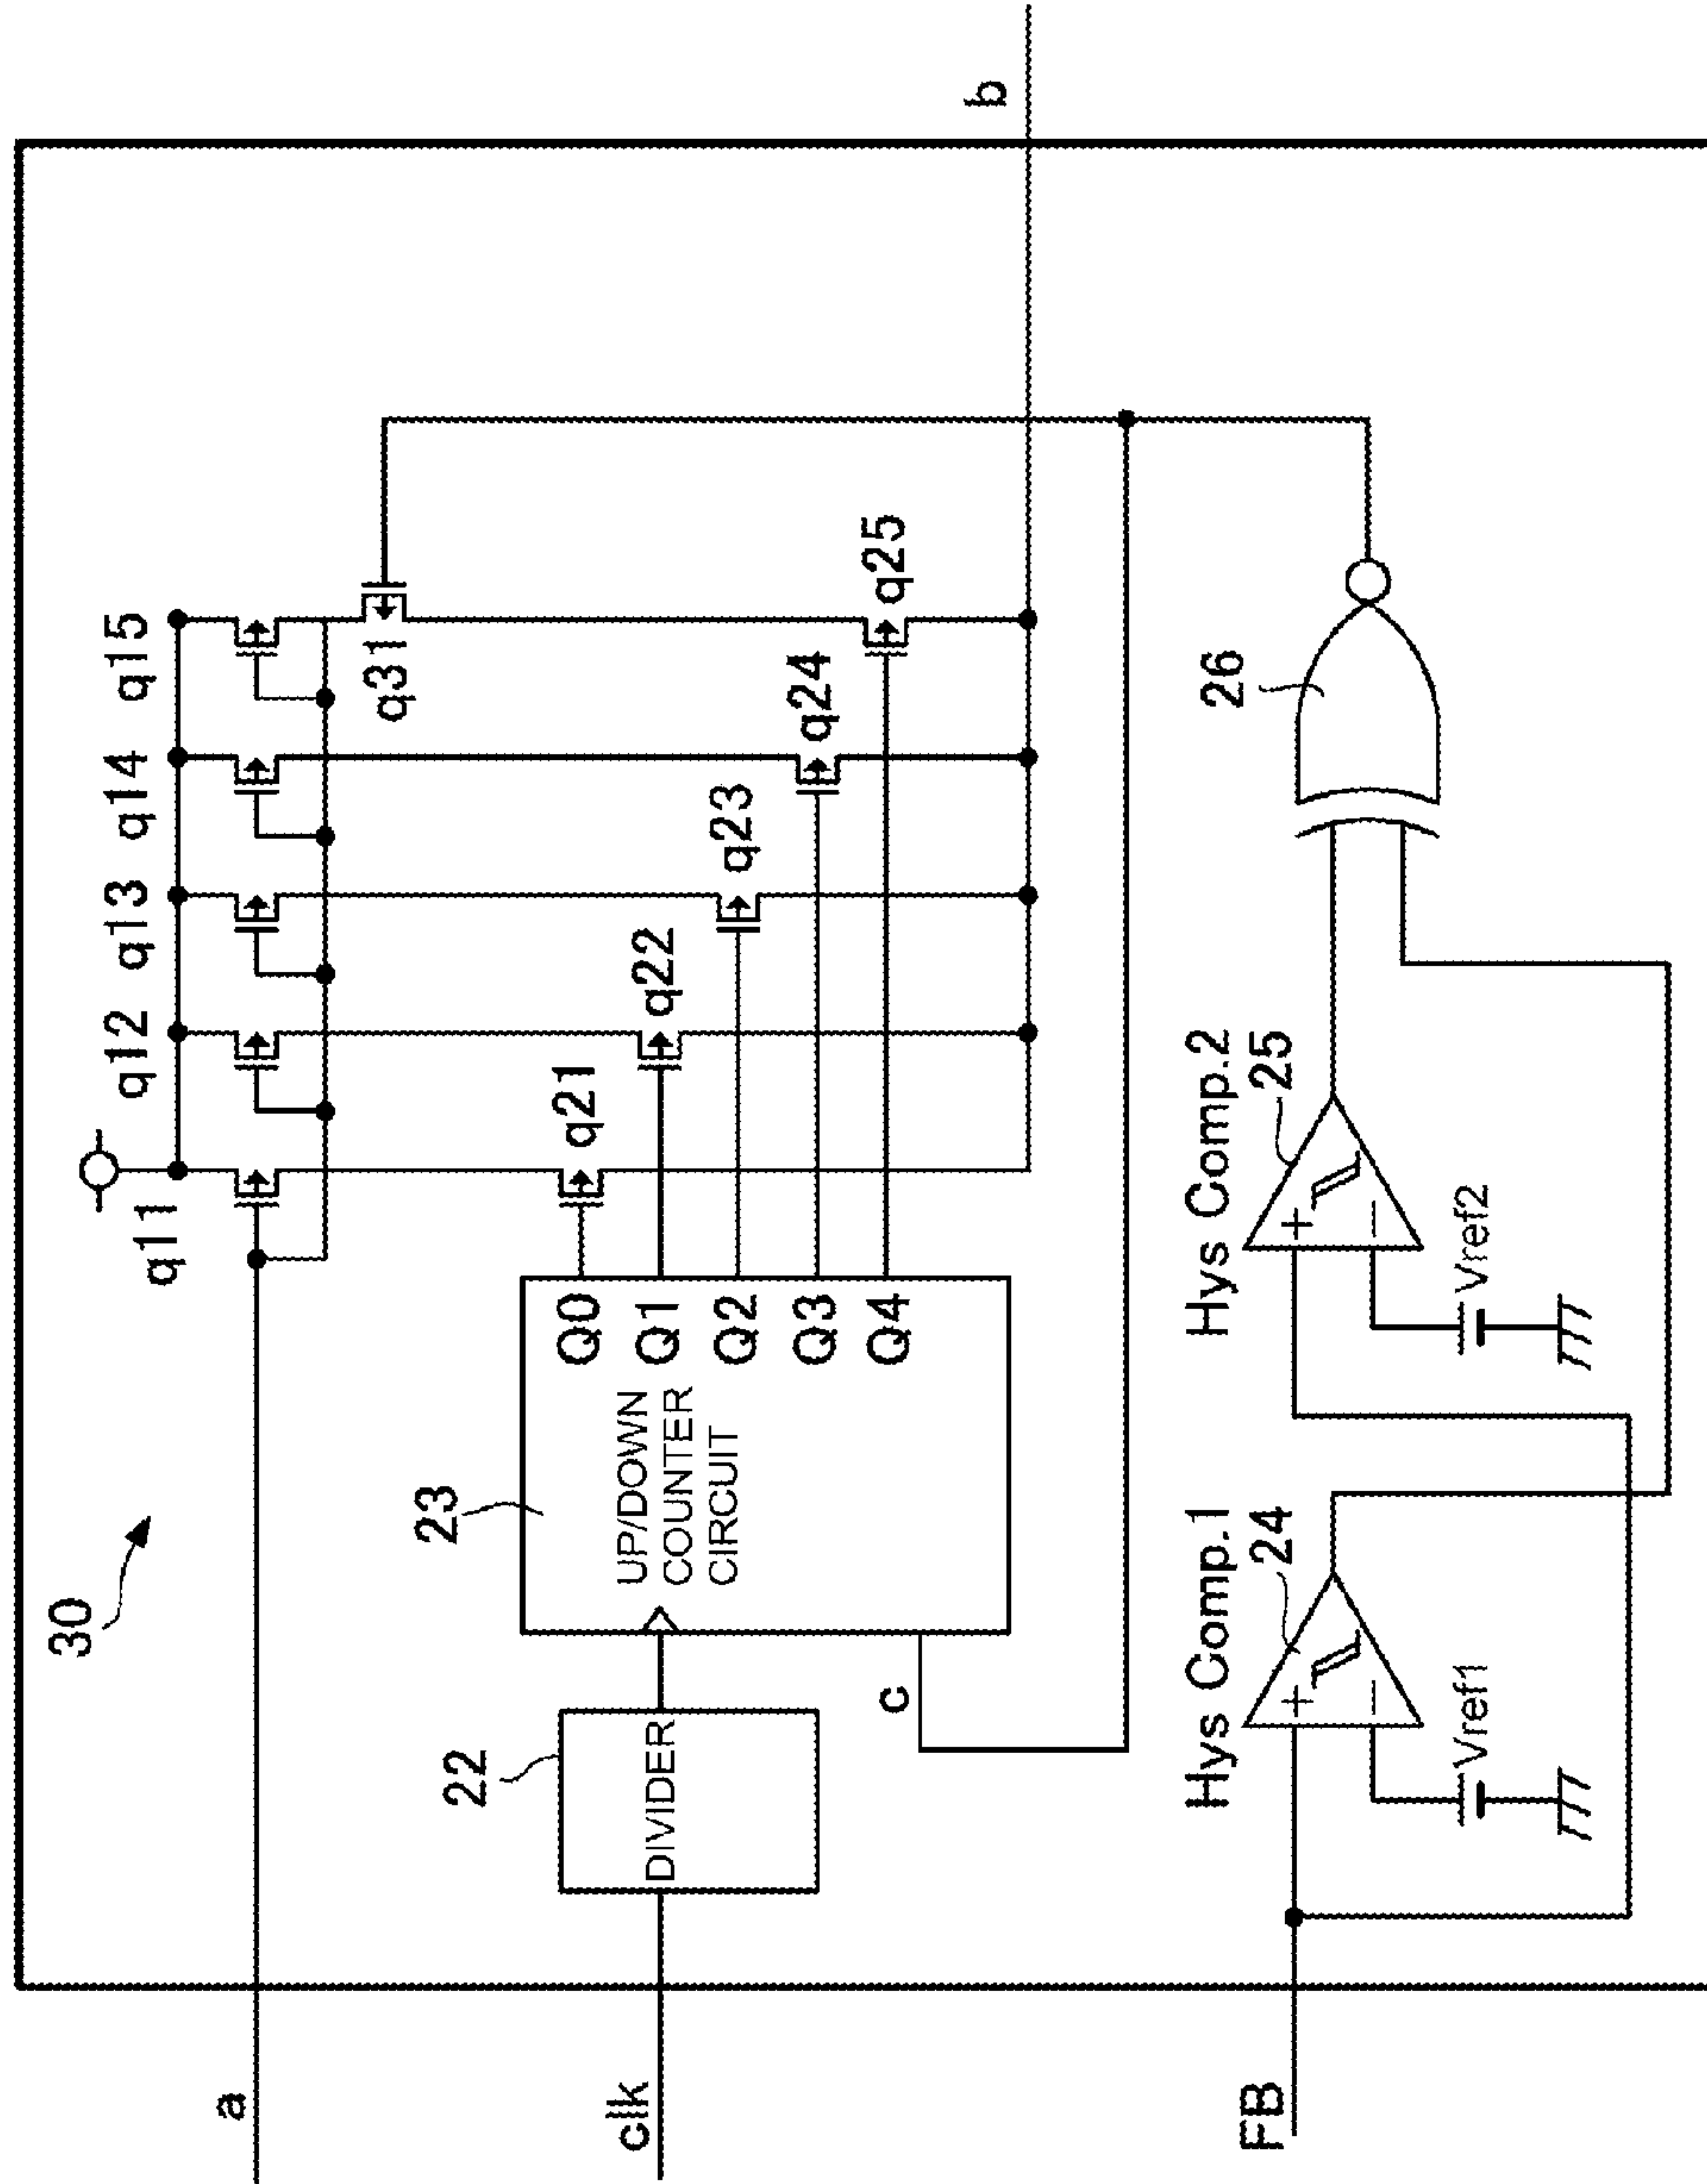 30
a
b
q11
q12
q13
q14
q15
q31
q21
q22
q23
q24
q25
23
UP/DOWN
COUNTER
CIRCUIT
Q0
Q1
Q2
Q3
Q4
22
DIVIDER
clk
c
Hys Comp.1
24
Vref1
Hys Comp.2
25
Vref2
26
FB
+
−
+
−